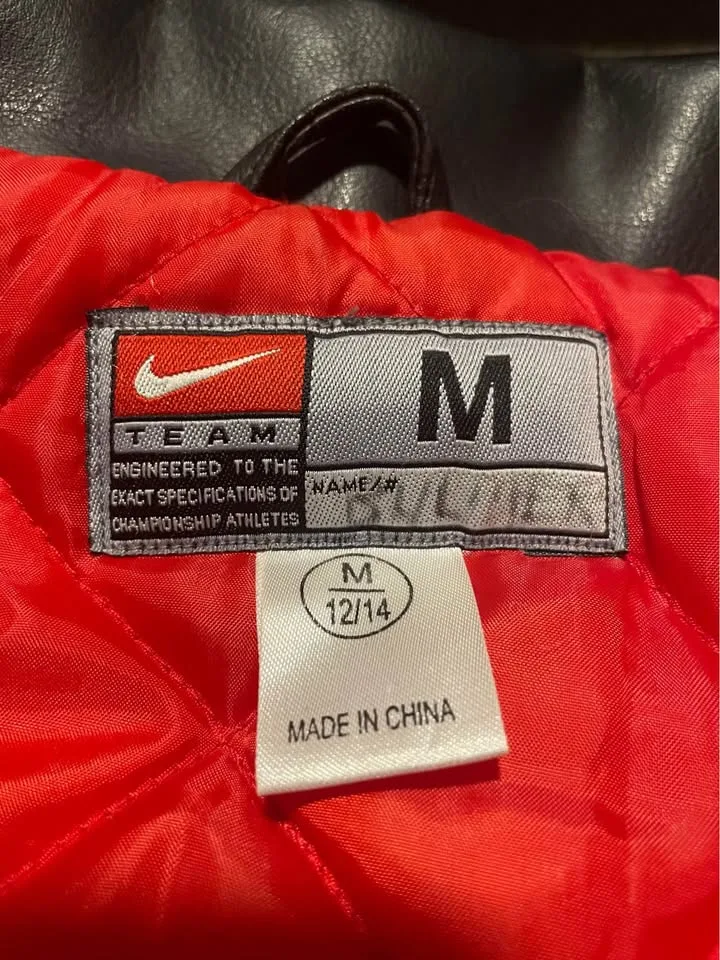 TEAM
ENGINEERED TO THE
EXACT SPECIFICATIONS OF
CHAMPIONSHIP ATHLETES
M
NAME/#
M
12/14
MADE IN CHINA